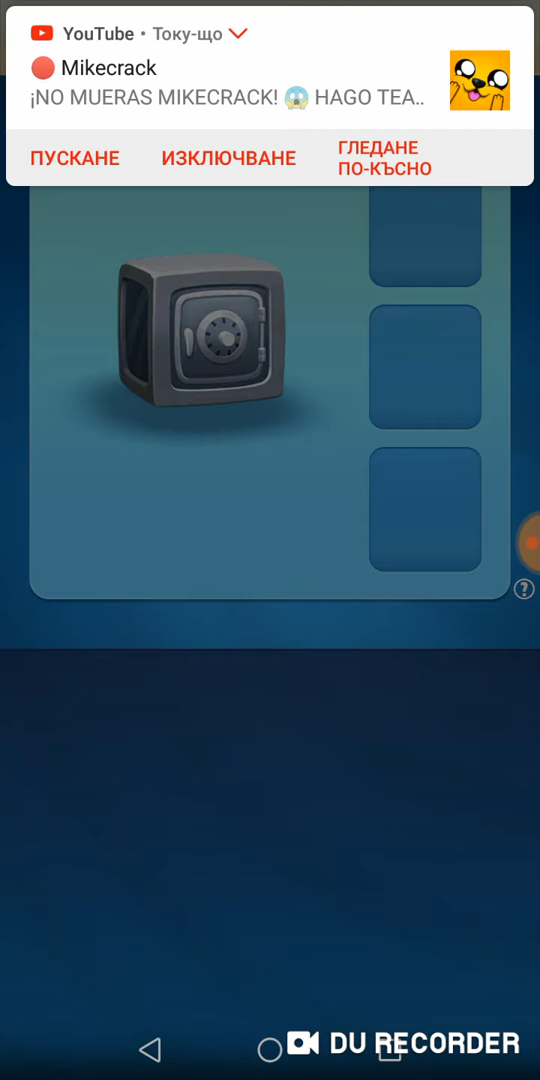 YouTube • Току-що
Mikecrack
¡NO MUERAS MIKECRACK! 😱 HAGO TEA..
ПУСКАНЕ
ИЗКЛЮЧВАНЕ
ГЛЕДАНЕ
ПО-КЪСНО
?
DU RECORDER